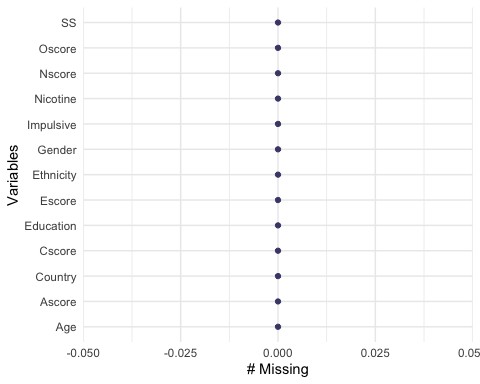 SS
Oscore
Nscore
Nicotine
Impulsive
Gender
Ethnicity
Escore
Education
Cscore
Country
Ascore
Age
Variables
-0.050 -0.025 0.000 0.025 0.05
# Missing